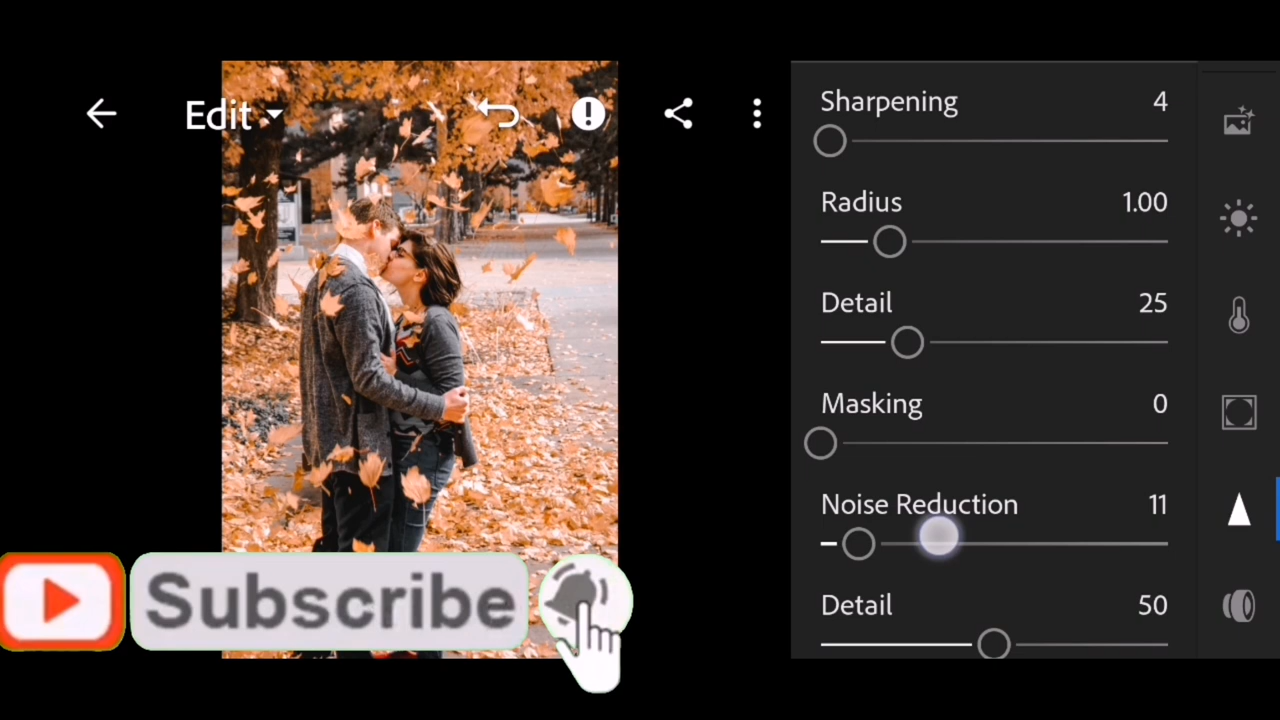 Edit
Sharpening 4
Radius 1.00
Detail 25
Masking 0
Noise Reduction 11
Detail 50
Subscribe